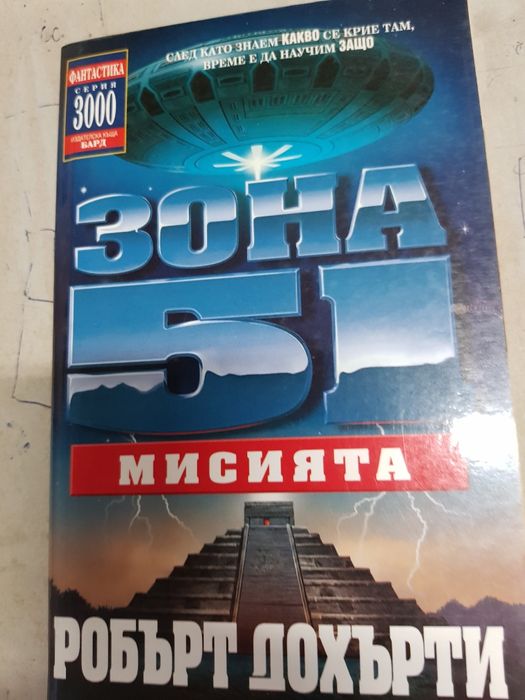 СЛЕД КАТО ЗНАЕМ КАКВО СЕ КРИЕ ТАМ,
ВРЕМЕ Е ДА НАУЧИМ ЗАЩО
ФАНТАСТИКА
СЕРИЯ
3000
ИЗДАТЕЛСКА КЪЩА
БАРД
ЗОНА
51
МИСИЯТА
РОБЪРТ ДОХЪРТИ